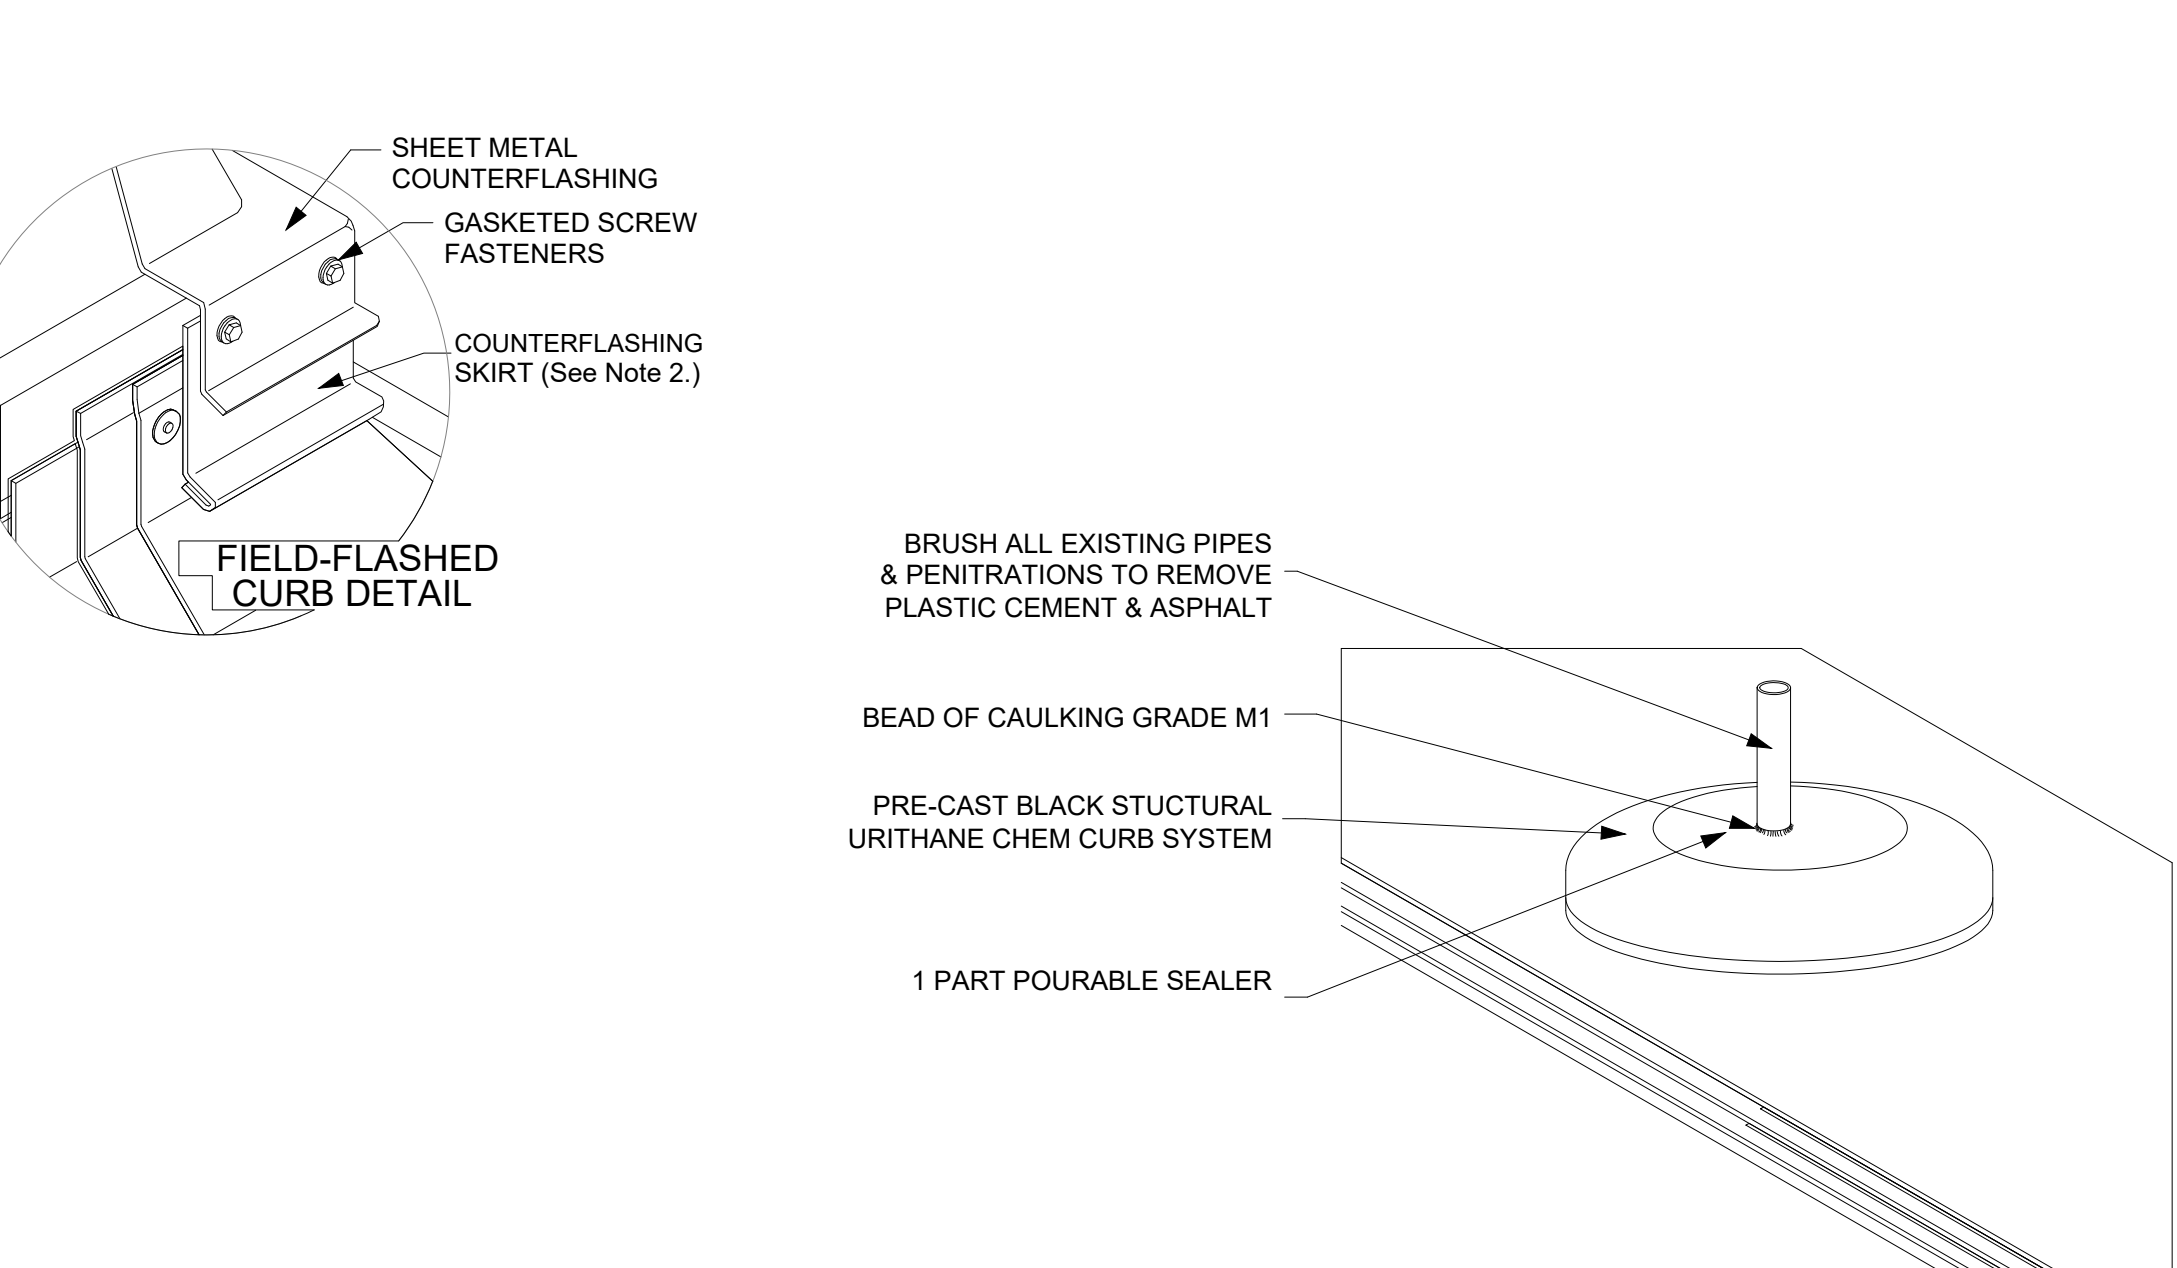 SHEET METAL
COUNTERFLASHING
GASKETED SCREW
FASTENERS
COUNTERFLASHING
SKIRT (See Note 2.)
FIELD-FLASHED
CURB DETAIL
BRUSH ALL EXISTING PIPES
& PENITRATIONS TO REMOVE
PLASTIC CEMENT & ASPHALT
BEAD OF CAULKING GRADE M1
PRE-CAST BLACK STUCTURAL
URITHANE CHEM CURB SYSTEM
1 PART POURABLE SEALER